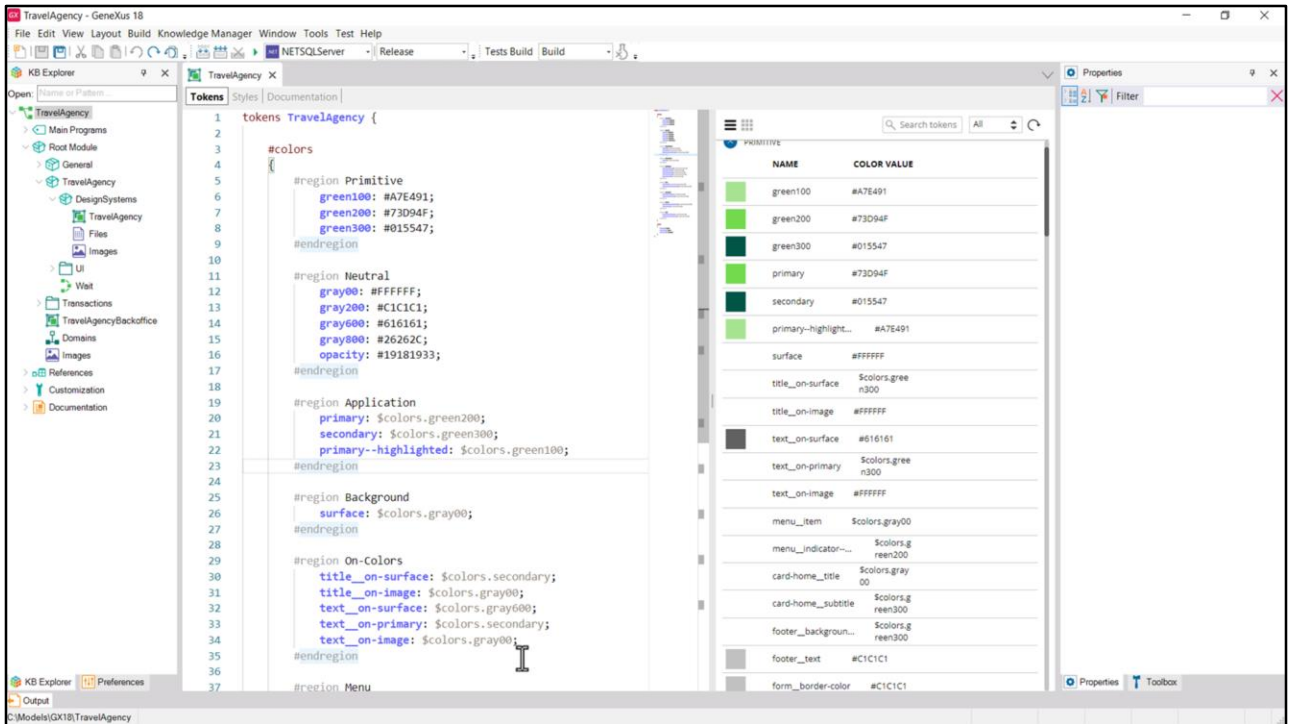 TravelAgency - GeneXus 18
File Edit View Layout Build Knowledge Manager Window Tools Test Help
NETSQLServer Release Tests Build Build
KB Explorer
Open: Name or Pattern...
TravelAgency
Main Programs
Root Module
General
TravelAgency
DesignSystems
TravelAgency
Files
Images
UI
Wait
Transactions
TravelAgencyBackoffice
Domains
Images
References
Customization
Documentation
KB Explorer Preferences
TravelAgency
Tokens Styles Documentation
1 tokens TravelAgency {
2
3 #colors
4 {
5 #region Primitive
6 green100: #A7E491;
7 green200: #73D94F;
8 green300: #015547;
9 #endregion
10
11 #region Neutral
12 gray00: #FFFFFF;
13 gray200: #C1C1C1;
14 gray600: #616161;
15 gray800: #26262C;
16 opacity: #19181933;
17 #endregion
18
19 #region Application
20 primary: $colors.green200;
21 secondary: $colors.green300;
22 primary--highlighted: $colors.green100;
23 #endregion
24
25 #region Background
26 surface: $colors.gray00;
27 #endregion
28
29 #region On-Colors
30 title__on-surface: $colors.secondary;
31 title__on-image: $colors.gray00;
32 text__on-surface: $colors.gray600;
33 text__on-primary: $colors.secondary;
34 text__on-image: $colors.gray00;
35 #endregion
36
37 #region Menu
Search tokens All
PRIMITIVE
NAME COLOR VALUE
green100 #A7E491
green200 #73D94F
green300 #015547
primary #73D94F
secondary #015547
primary--highlight... #A7E491
surface #FFFFFF
title__on-surface $colors.gree
n300
title__on-image #FFFFFF
text__on-surface #616161
text__on-primary $colors.gree
n300
text__on-image #FFFFFF
menu__item $colors.gray00
menu__indicator--... $colors.g
reen200
card-home__title $colors.gray
00
card-home__subtitle $colors.g
reen300
footer__backgroun... $colors.g
reen300
footer__text #C1C1C1
form__border-color #C1C1C1
Properties
Filter
Properties Toolbox
Output
C:\Models\GX18\TravelAgency